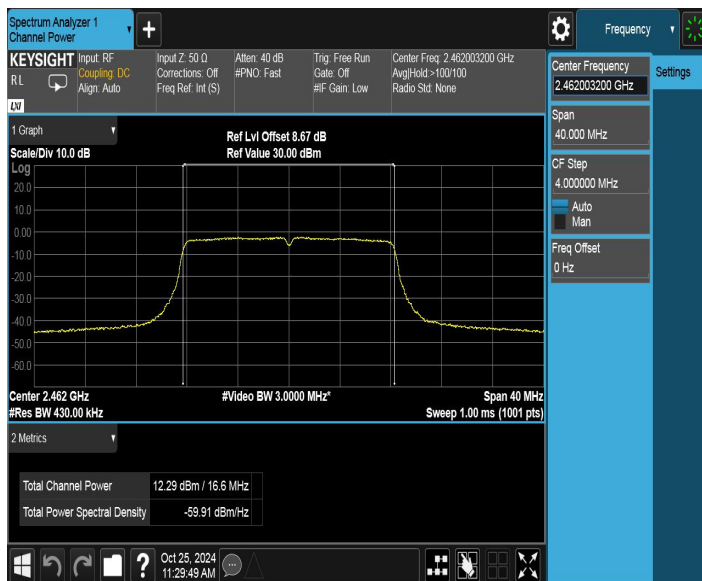 Spectrum Analyzer 1
Channel Power
+
Frequency
KEYSIGHT
RL
LXI
Input: RF
Coupling: DC
Align: Auto
Input Z: 50 Ω
Corrections: Off
Freq Ref: Int (S)
Atten: 40 dB
#PNO: Fast
Trig: Free Run
Gate: Off
#IF Gain: Low
Center Freq: 2.462003200 GHz
Avg|Hold:>100/100
Radio Std: None
Center Frequency
2.462003200 GHz
Settings
Span
40.000 MHz
CF Step
4.000000 MHz
Auto
Man
Freq Offset
0 Hz
1 Graph
Scale/Div 10.0 dB
Ref Lvl Offset 8.67 dB
Ref Value 30.00 dBm
Log
20.0
10.0
0.00
-10.0
-20.0
-30.0
-40.0
-50.0
-60.0
Center 2.462 GHz
#Video BW 3.0000 MHz*
Span 40 MHz
#Res BW 430.00 kHz
Sweep 1.00 ms (1001 pts)
2 Metrics
Total Channel Power 12.29 dBm / 16.6 MHz
Total Power Spectral Density -59.91 dBm/Hz
?
Oct 25, 2024
11:29:49 AM